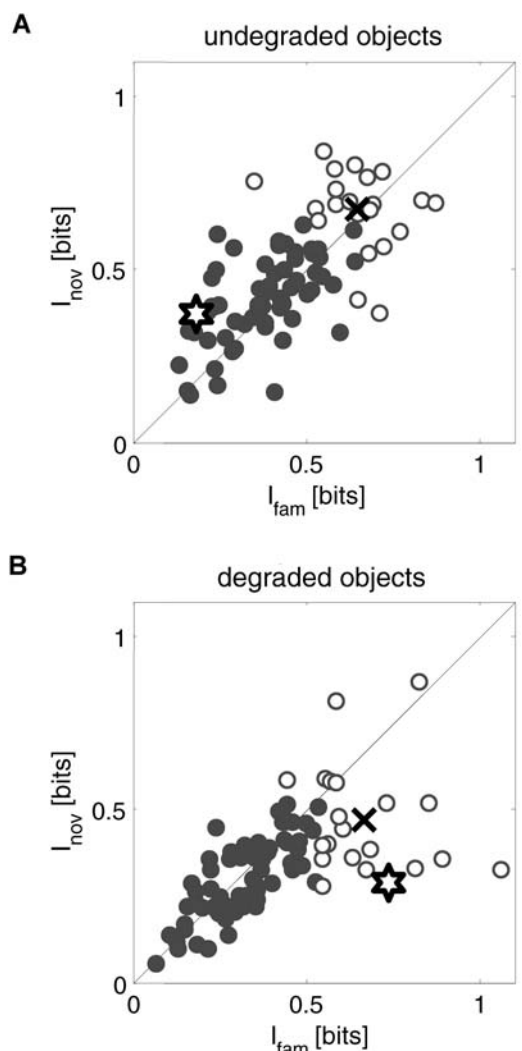 A
undegraded objects
1
0.5
0
I_nov [bits]
0 0.5 1
I_fam [bits]
B
degraded objects
1
0.5
0
I_nov [bits]
0 0.5 1
I_fam [bits]